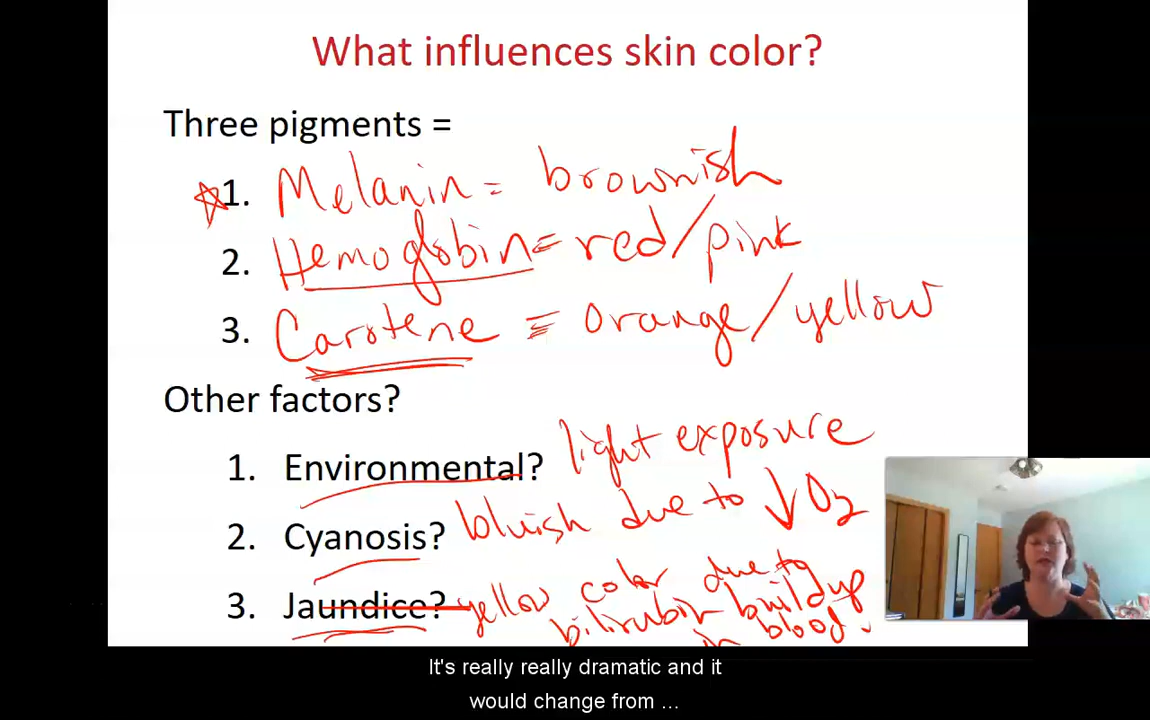 What influences skin color?
Three pigments =
☆1. Melanin = brownish
2. Hemoglobin = red/pink
3. Carotene = orange/yellow
Other factors?
1. Environmental? light exposure
2. Cyanosis? bluish due to ↓O2
3. Jaundice? yellow color due to
bilirubin buildup
in blood.
It's really really dramatic and it
would change from ...